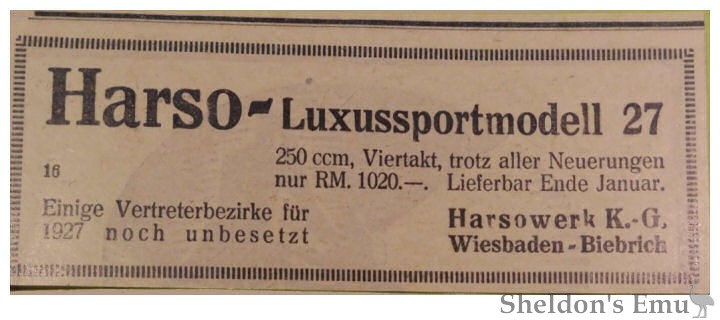 Harso- Luxussportmodell 27
250 ccm, Viertakt, trotz aller Neuerungen
16
nur RM. 1020.—. Lieferbar Ende Januar.
Einige Vertreterbezirke für
1927 noch unbesetzt
Harsowerk K.-G.
Wiesbaden-Biebrich
Sheldon's Emu